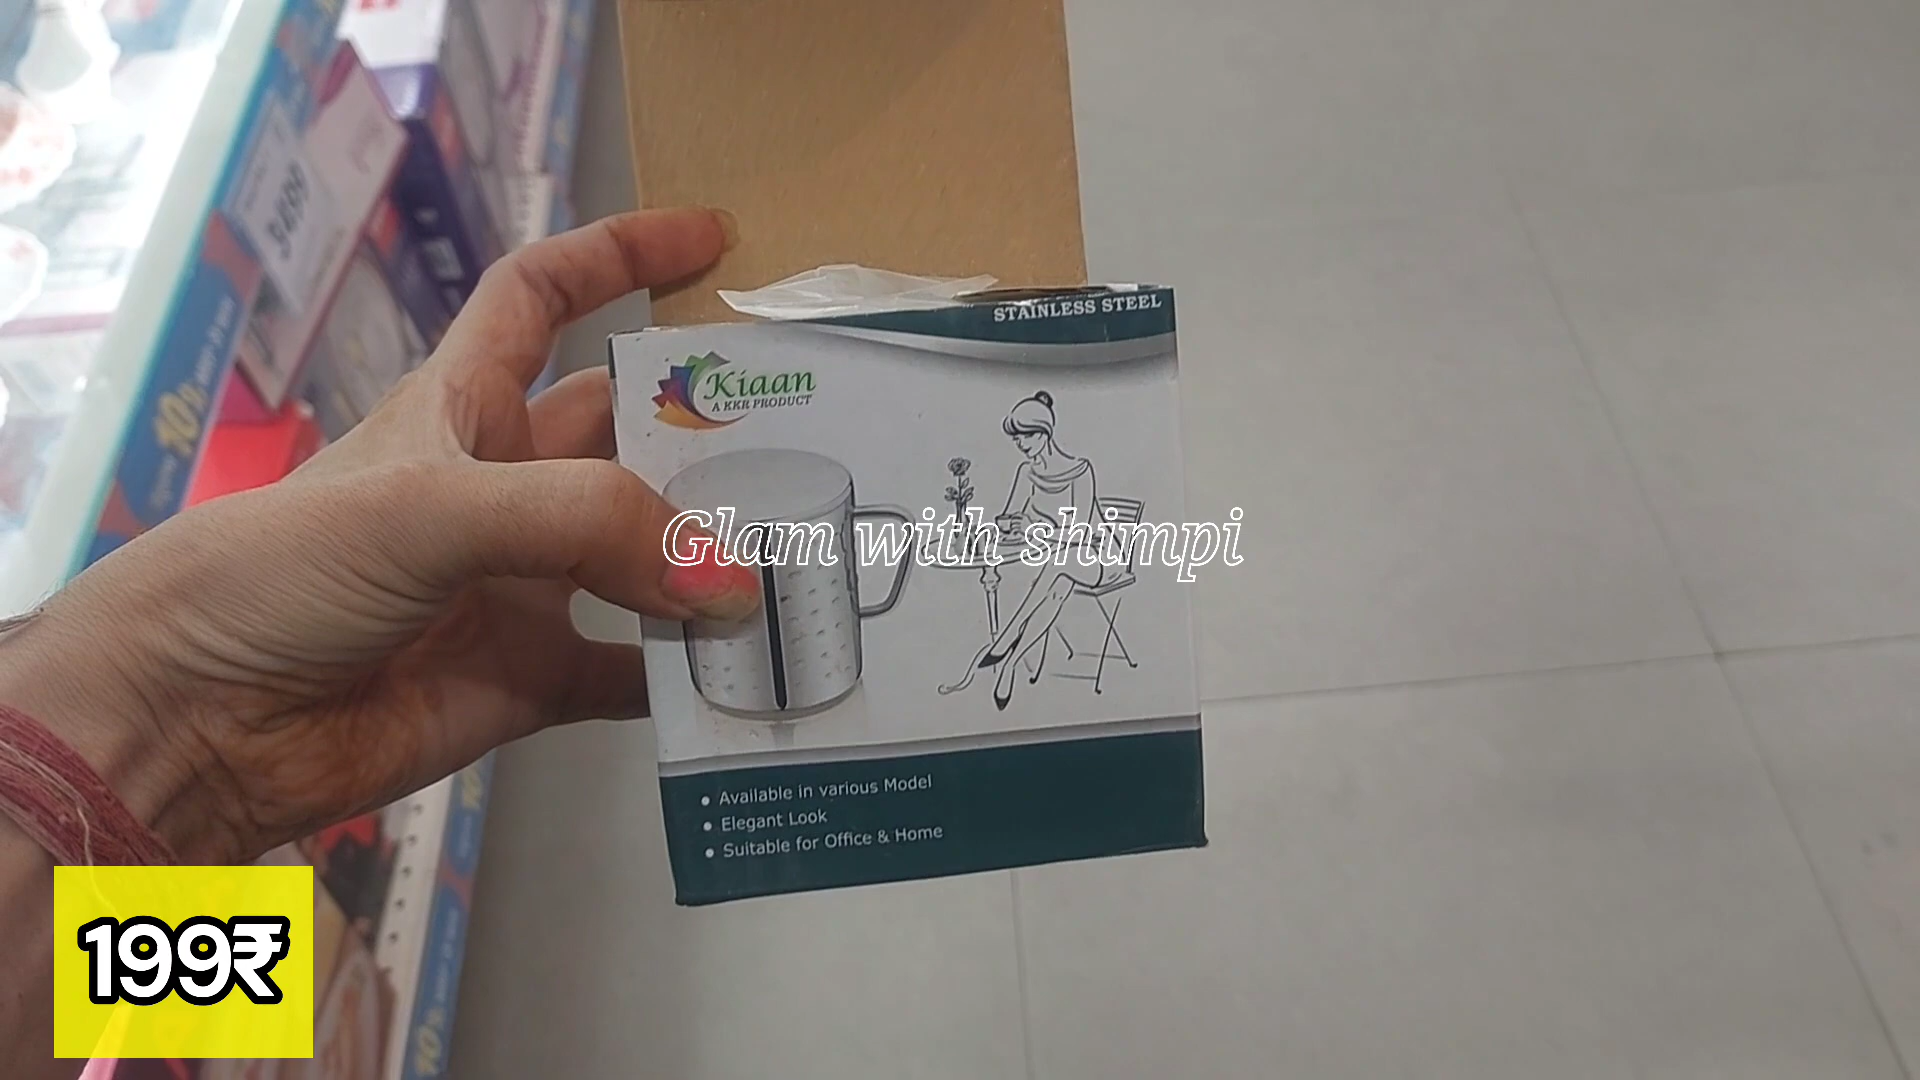 3499
STAINLESS STEEL
Kiaan
A KKR PRODUCT
Glam with shimpi
• Available in various Model
• Elegant Look
• Suitable for Office & Home
199₹